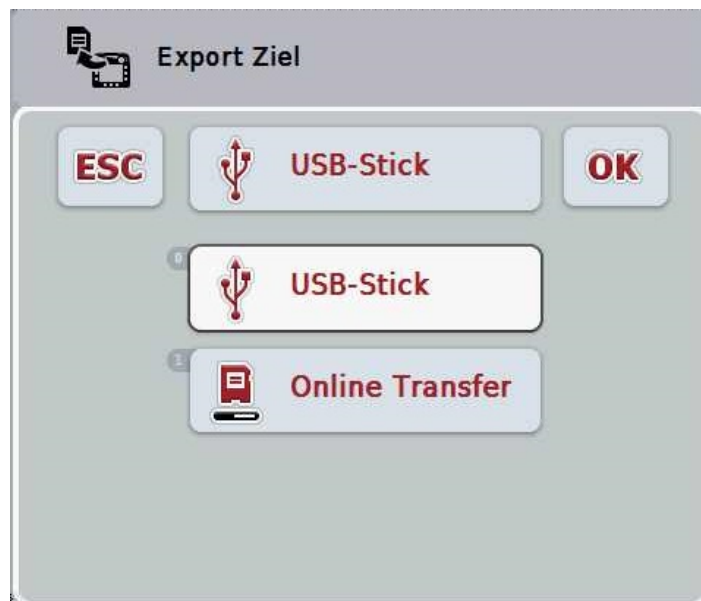 Export Ziel
ESC
USB-Stick
OK
0
USB-Stick
1
Online Transfer